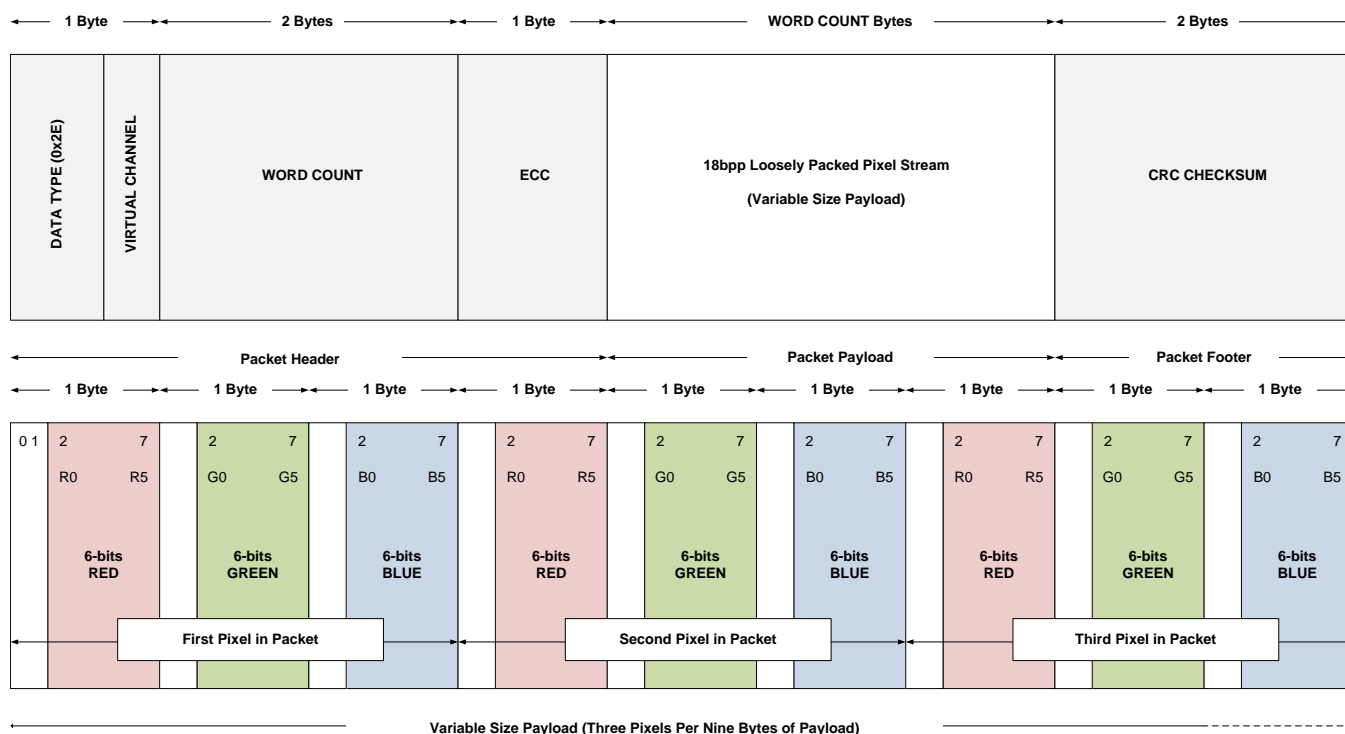 1 Byte 2 Bytes 1 Byte WORD COUNT Bytes 2 Bytes
DATA TYPE (0x2E)
VIRTUAL CHANNEL
WORD COUNT
ECC
18bpp Loosely Packed Pixel Stream
(Variable Size Payload)
CRC CHECKSUM
Packet Header Packet Payload Packet Footer
1 Byte 1 Byte 1 Byte 1 Byte 1 Byte 1 Byte 1 Byte 1 Byte 1 Byte
0 1 2 7 2 7 2 7 2 7 2 7 2 7 2 7 2 7 2 7
R0 R5 G0 G5 B0 B5 R0 R5 G0 G5 B0 B5 R0 R5 G0 G5 B0 B5
6-bits 6-bits 6-bits 6-bits 6-bits 6-bits 6-bits 6-bits 6-bits
RED GREEN BLUE RED GREEN BLUE RED GREEN BLUE
First Pixel in Packet Second Pixel in Packet Third Pixel in Packet
Variable Size Payload (Three Pixels Per Nine Bytes of Payload)